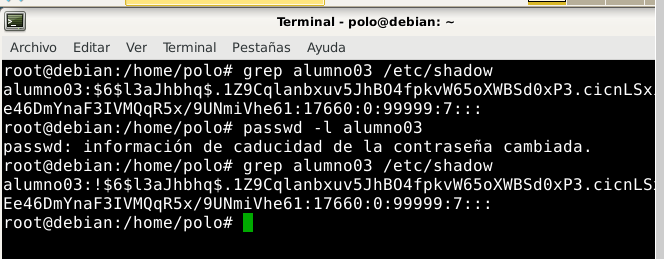 Terminal - polo@debian: ~
Archivo Editar Ver Terminal Pestañas Ayuda
root@debian:/home/polo# grep alumno03 /etc/shadow
alumno03:$6$l3aJhbhq$.1Z9Cqlanbxuv5JhBO4fpkvW65oXWBSd0xP3.cicnLSx
e46DmYnaF3IVMQqR5x/9UNmiVhe61:17660:0:99999:7:::
root@debian:/home/polo# passwd -l alumno03
passwd: información de caducidad de la contraseña cambiada.
root@debian:/home/polo# grep alumno03 /etc/shadow
alumno03:!$6$l3aJhbhq$.1Z9Cqlanbxuv5JhBO4fpkvW65oXWBSd0xP3.cicnLS
Ee46DmYnaF3IVMQqR5x/9UNmiVhe61:17660:0:99999:7:::
root@debian:/home/polo#